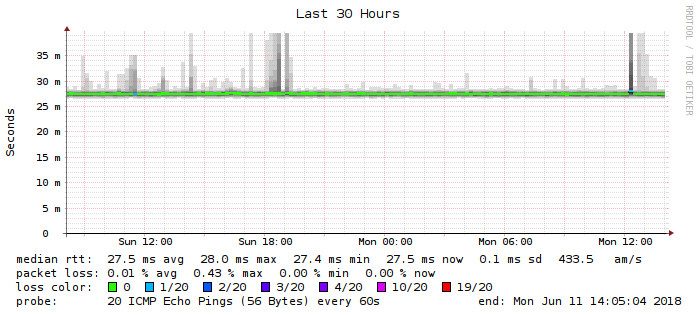 Last 30 Hours
RRDTOOL / TOBI OETIKER
Seconds
35 m
30 m
25 m
20 m
15 m
10 m
5 m
0
Sun 12:00 Sun 18:00 Mon 00:00 Mon 06:00 Mon 12:00
median rtt: 27.5 ms avg 28.0 ms max 27.4 ms min 27.5 ms now 0.1 ms sd 433.5 am/s
packet loss: 0.01 % avg 0.43 % max 0.00 % min 0.00 % now
loss color: 0 1/20 2/20 3/20 4/20 10/20 19/20
probe: 20 ICMP Echo Pings (56 Bytes) every 60s end: Mon Jun 11 14:05:04 2018